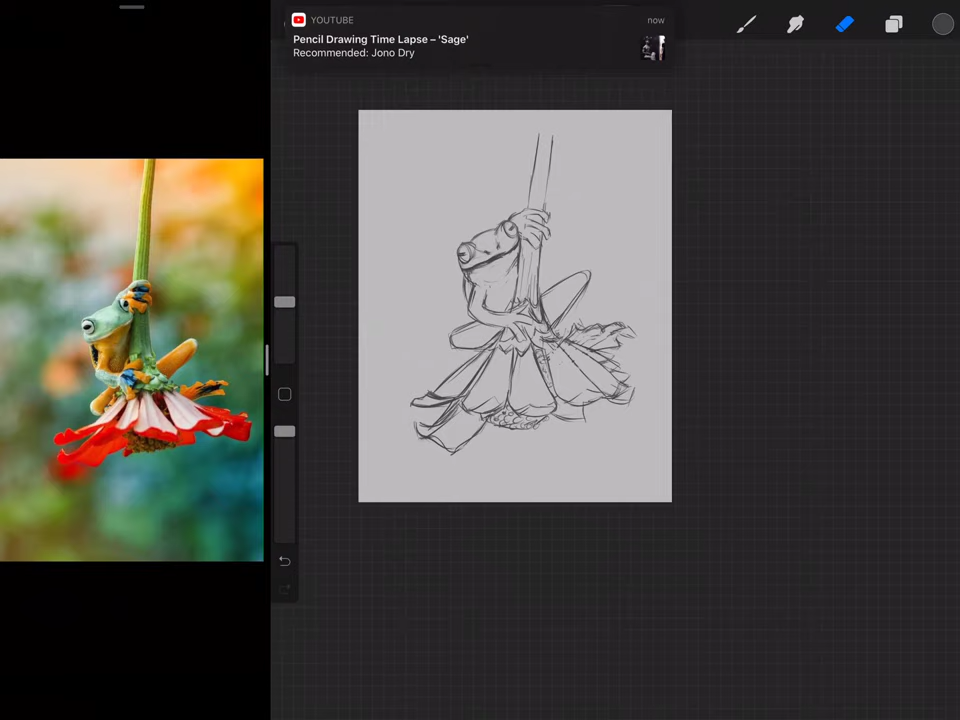 YOUTUBE
now
Pencil Drawing Time Lapse – 'Sage'
Recommended: Jono Dry